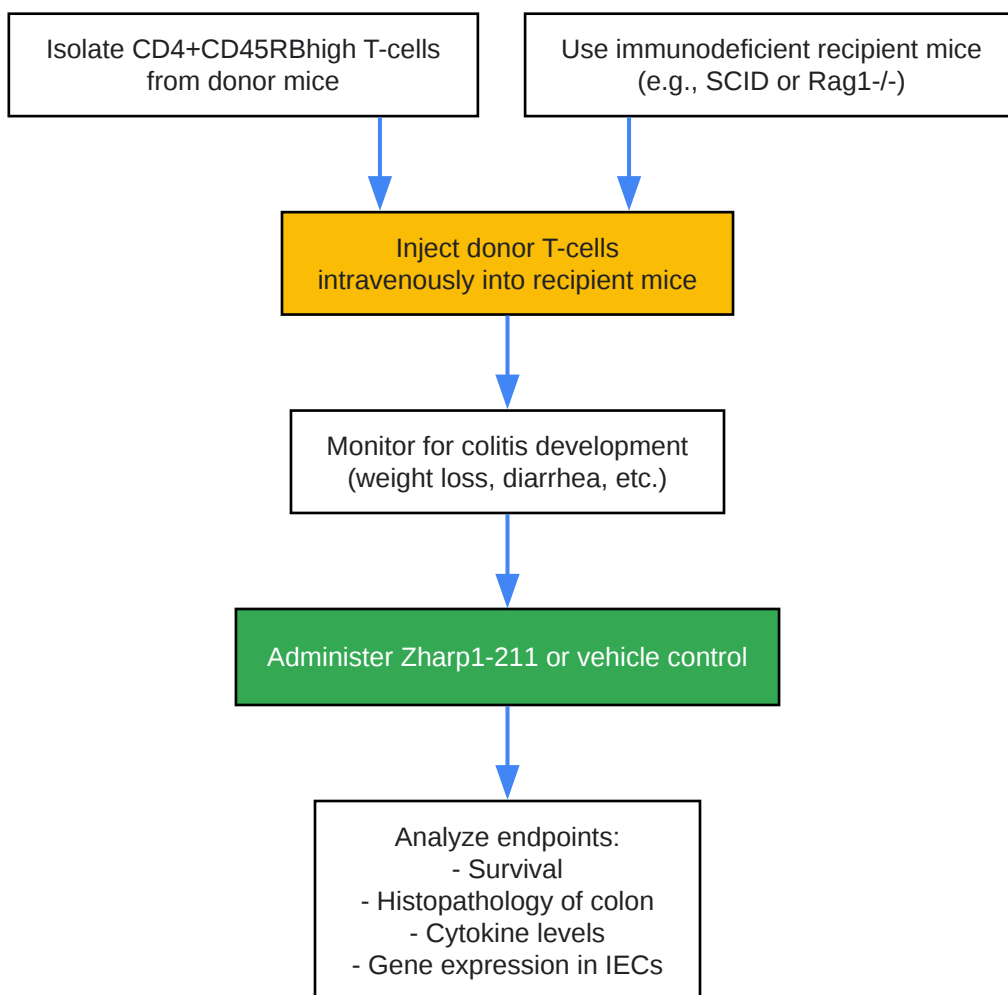 Isolate CD4+CD45RBhigh T-cells
from donor mice
Use immunodeficient recipient mice
(e.g., SCID or Rag1-/-)
Inject donor T-cells
intravenously into recipient mice
Monitor for colitis development
(weight loss, diarrhea, etc.)
Administer Zharp1-211 or vehicle control
Analyze endpoints:
- Survival
- Histopathology of colon
- Cytokine levels
- Gene expression in IECs